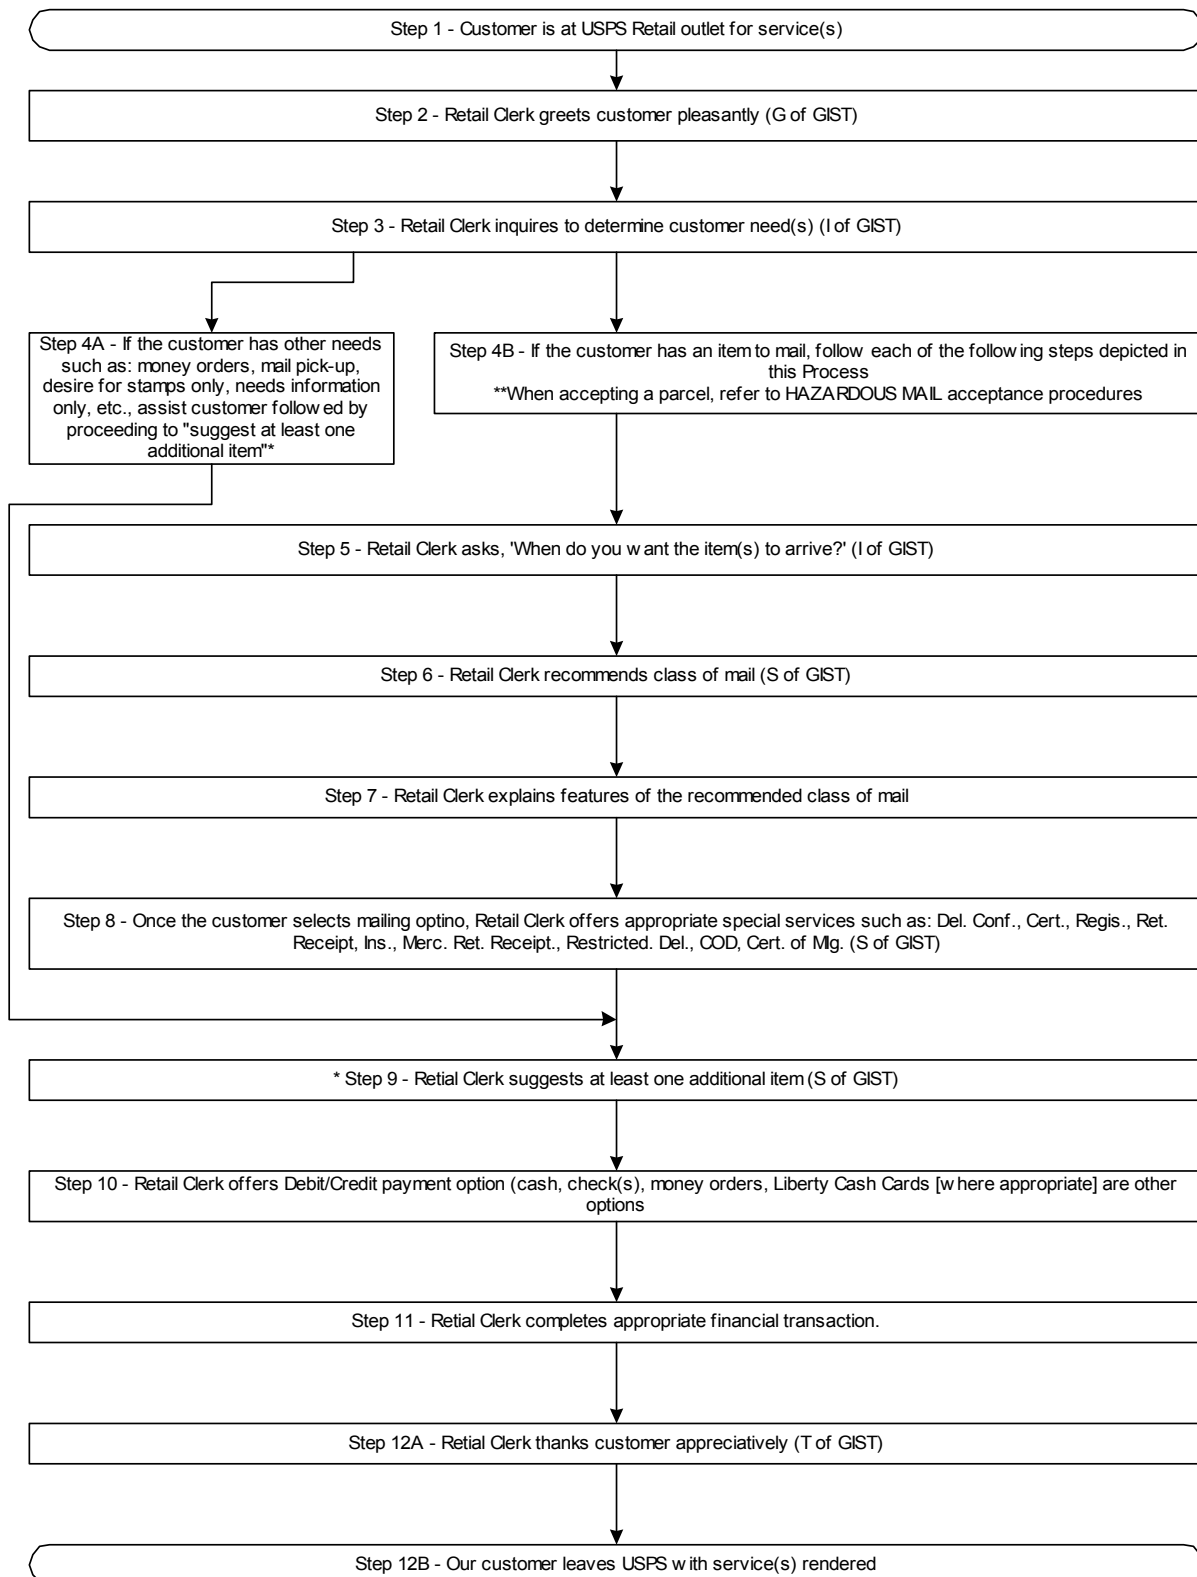 Step 1 - Customer is at USPS Retail outlet for service(s)
Step 2 - Retail Clerk greets customer pleasantly (G of GIST)
Step 3 - Retail Clerk inquires to determine customer need(s) (I of GIST)
Step 4A - If the customer has other needs
such as: money orders, mail pick-up,
desire for stamps only, needs information
only, etc., assist customer followed by
proceeding to "suggest at least one
additional item"*
Step 4B - If the customer has an item to mail, follow each of the following steps depicted in
this Process
**When accepting a parcel, refer to HAZARDOUS MAIL acceptance procedures
Step 5 - Retail Clerk asks, 'When do you want the item(s) to arrive?' (I of GIST)
Step 6 - Retail Clerk recommends class of mail (S of GIST)
Step 7 - Retail Clerk explains features of the recommended class of mail
Step 8 - Once the customer selects mailing optino, Retail Clerk offers appropriate special services such as: Del. Conf., Cert., Regis., Ret.
Receipt, Ins., Merc. Ret. Receipt., Restricted. Del., COD, Cert. of Mlg. (S of GIST)
* Step 9 - Retial Clerk suggests at least one additional item (S of GIST)
Step 10 - Retail Clerk offers Debit/Credit payment option (cash, check(s), money orders, Liberty Cash Cards [where appropriate] are other
options
Step 11 - Retial Clerk completes appropriate financial transaction.
Step 12A - Retial Clerk thanks customer appreciatively (T of GIST)
Step 12B - Our customer leaves USPS with service(s) rendered